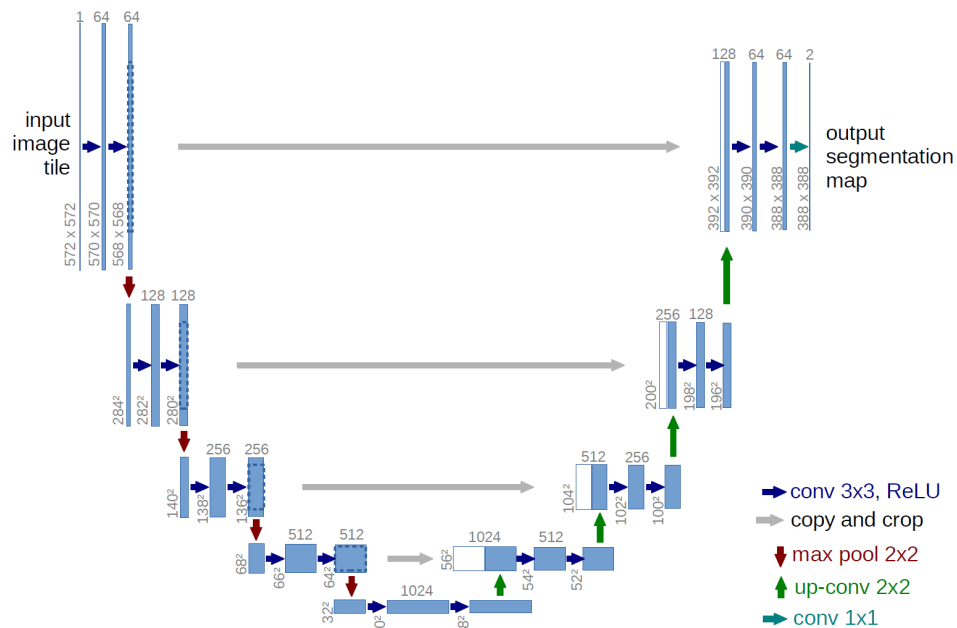 1 64 64
input
image
tile
572 x 572
570 x 570
568 x 568
128 64 64 2
output
segmentation
map
392 x 392
390 x 390
388 x 388
388 x 388
128 128
284²
282²
280²
256 128
200²
198²
196²
256 256
140²
138²
136²
512 256
104²
102²
100²
512 512
68²
66²
64²
1024 512
56²
54²
52²
1024
32²
0²
8²
conv 3x3, ReLU
copy and crop
max pool 2x2
up-conv 2x2
conv 1x1